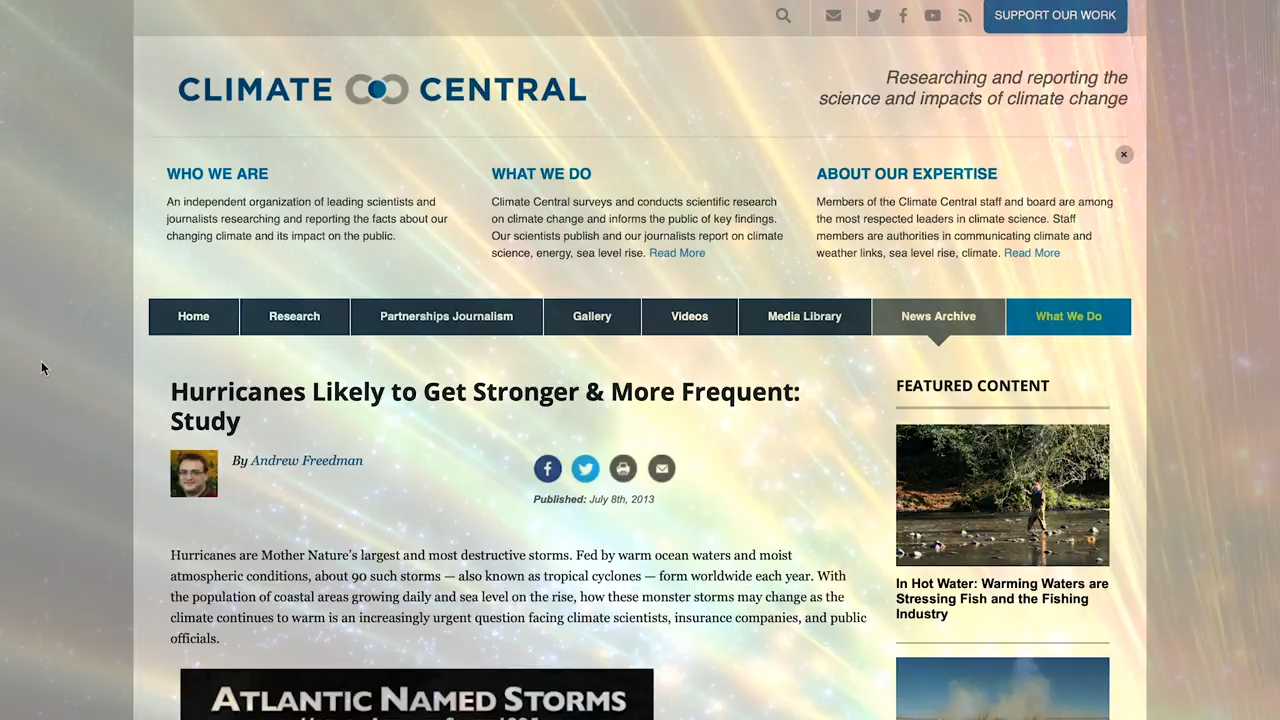 SUPPORT OUR WORK
CLIMATE CENTRAL
Researching and reporting the
science and impacts of climate change
WHO WE ARE
An independent organization of leading scientists and
journalists researching and reporting the facts about our
changing climate and its impact on the public.
WHAT WE DO
Climate Central surveys and conducts scientific research
on climate change and informs the public of key findings.
Our scientists publish and our journalists report on climate
science, energy, sea level rise. Read More
ABOUT OUR EXPERTISE
Members of the Climate Central staff and board are among
the most respected leaders in climate science. Staff
members are authorities in communicating climate and
weather links, sea level rise, climate. Read More
Home Research Partnerships Journalism Gallery Videos Media Library News Archive What We Do
Hurricanes Likely to Get Stronger & More Frequent:
Study
By Andrew Freedman
Published: July 8th, 2013
Hurricanes are Mother Nature's largest and most destructive storms. Fed by warm ocean waters and moist
atmospheric conditions, about 90 such storms — also known as tropical cyclones — form worldwide each year. With
the population of coastal areas growing daily and sea level on the rise, how these monster storms may change as the
climate continues to warm is an increasingly urgent question facing climate scientists, insurance companies, and public
officials.
ATLANTIC NAMED STORMS
FEATURED CONTENT
In Hot Water: Warming Waters are
Stressing Fish and the Fishing
Industry